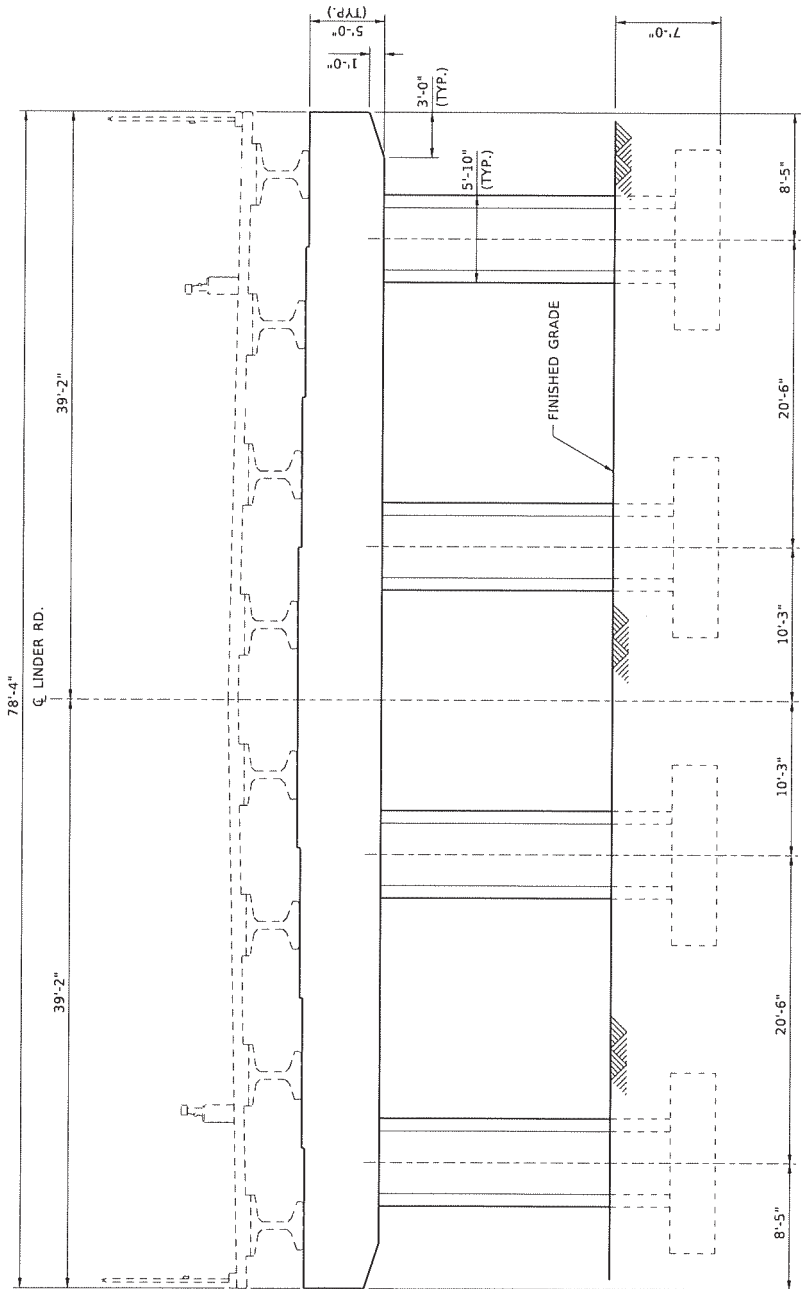 78'-4"
℄ LINDER RD.
39'-2"
39'-2"
5'-0"
(TYP.)
1'-0"
3'-0"
(TYP.)
5'-10"
(TYP.)
7'-0"
FINISHED GRADE
8'-5"
20'-6"
10'-3"
10'-3"
20'-6"
8'-5"